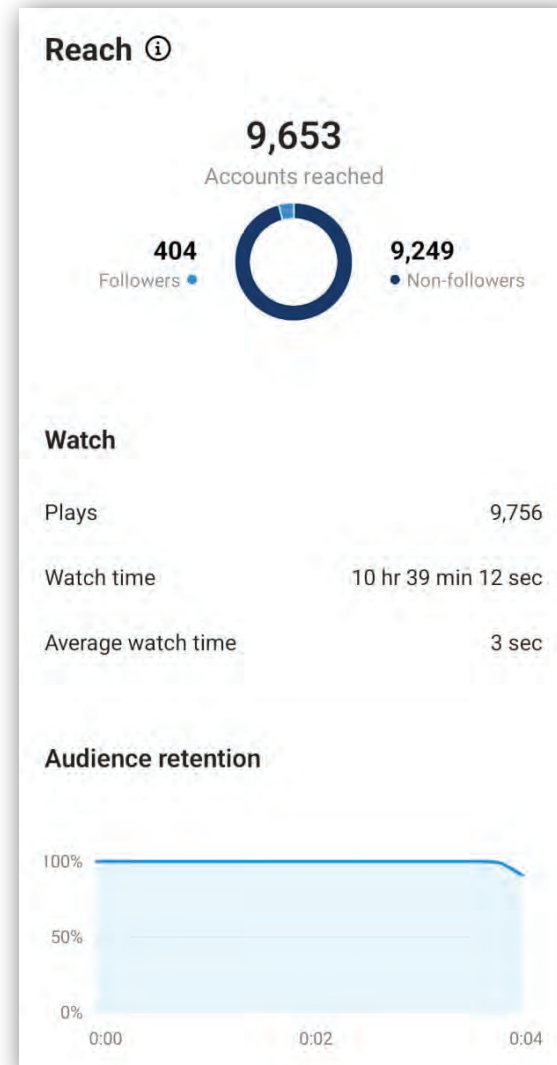 Reach
9,653
Accounts reached
404
Followers
9,249
Non-followers
Watch
Plays 9,756
Watch time 10 hr 39 min 12 sec
Average watch time 3 sec
Audience retention
100%
50%
0%
0:00 0:02 0:04